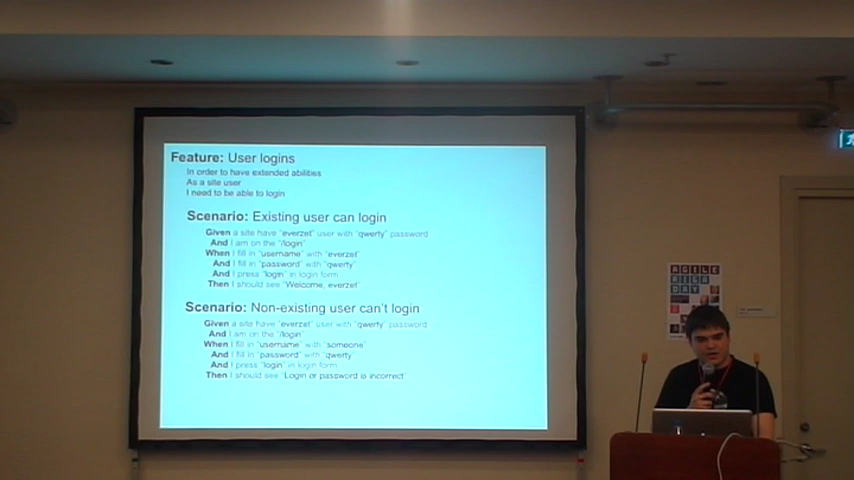 Feature: User logins
In order to have extended abilities
As a site user
I need to be able to login
Scenario: Existing user can login
Given a site have "everzet" user with "qwerty" password
And I am on the "/login"
When I fill in "username" with "everzet"
And I fill in "password" with "qwerty"
And I press "login" in login form
Then I should see "Welcome, everzet"
Scenario: Non-existing user can't login
Given a site have "everzet" user with "qwerty" password
And I am on the "/login"
When I fill in "username" with "someone"
And I fill in "password" with "qwerty"
And I press "login" in login form
Then I should see "Login or password is incorrect"
AGILE
RIGA
DAY